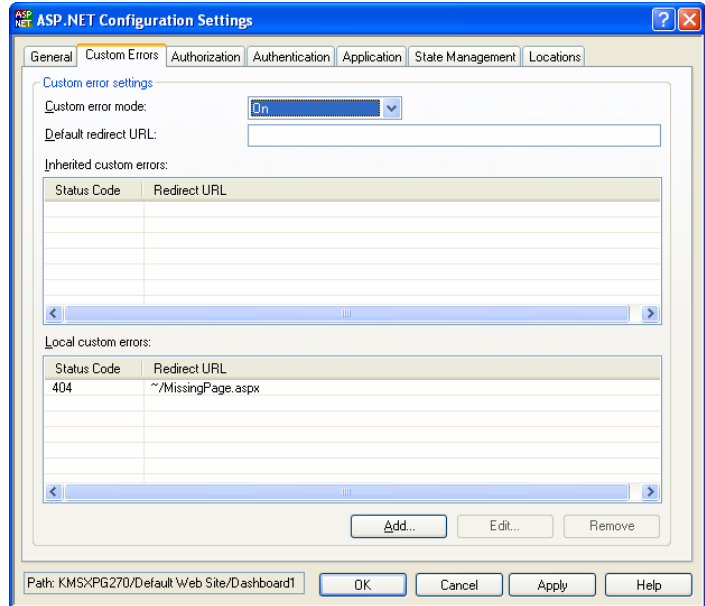 ASP.NET Configuration Settings
General Custom Errors Authorization Authentication Application State Management Locations
Custom error settings
Custom error mode: On
Default redirect URL:
Inherited custom errors:
Status Code Redirect URL
Local custom errors:
Status Code Redirect URL
404 ~/MissingPage.aspx
Add... Edit... Remove
Path: KMSXPG270/Default Web Site/Dashboard1 OK Cancel Apply Help